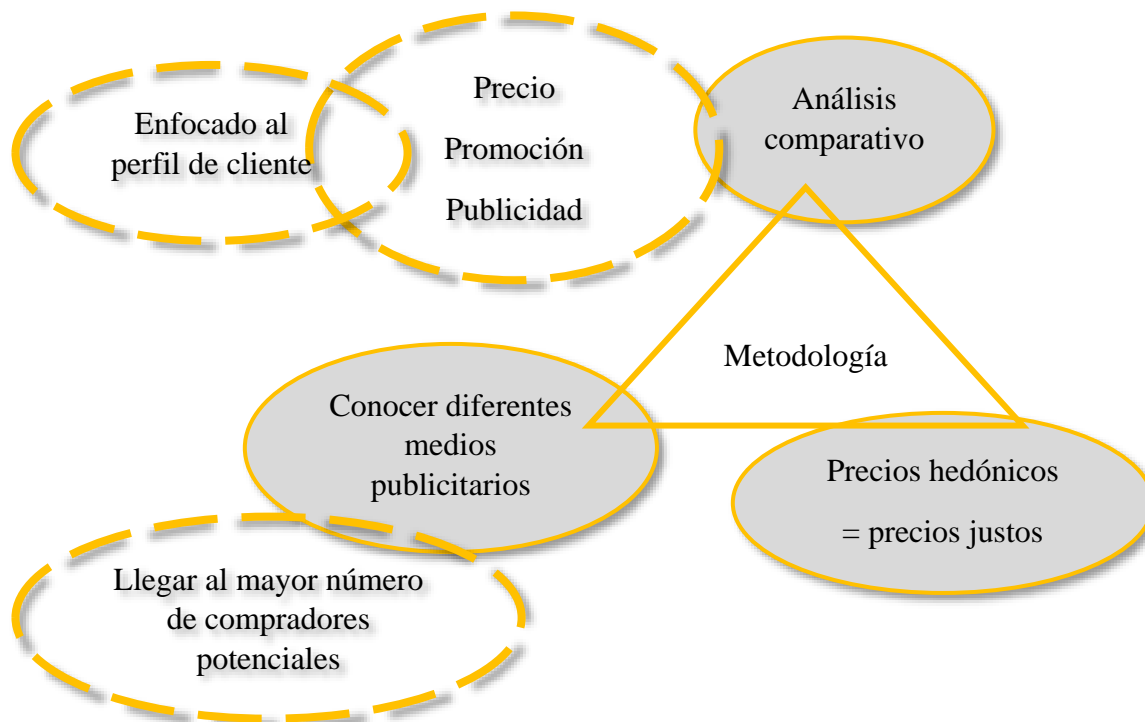 Enfocado al
perfil de cliente
Precio
Promoción
Publicidad
Análisis
comparativo
Metodología
Conocer diferentes
medios
publicitarios
Precios hedónicos
= precios justos
Llegar al mayor número
de compradores
potenciales